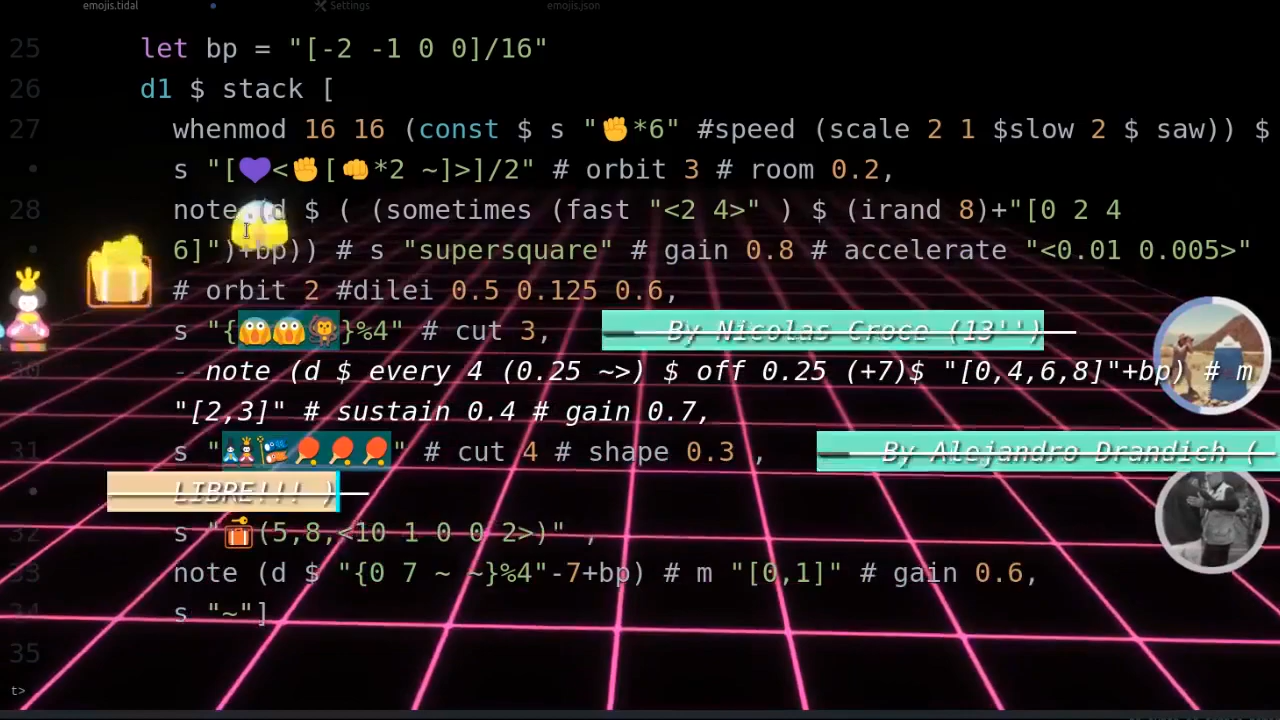 emojis.tidal Settings emojis.json
25 let bp = "[-2 -1 0 0]/16"
26 d1 $ stack [
27 whenmod 16 16 (const $ s "✊*6" #speed (scale 2 1 $slow 2 $ saw)) $
s "[💜<✊[👊*2 ~]>]/2" # orbit 3 # room 0.2,
28 note (d $ ( (sometimes (fast "<2 4>" ) $ (irand 8)+"[0 2 4
6]")+bp)) # s "supersquare" # gain 0.8 # accelerate "<0.01 0.005>"
# orbit 2 #dilei 0.5 0.125 0.6,
s "{😱😱🐵}%4" # cut 3, By Nicolas Croce (13'')
30 - note (d $ every 4 (0.25 ~>) $ off 0.25 (+7)$ "[0,4,6,8]"+bp) # m
"[2,3]" # sustain 0.4 # gain 0.7,
31 s "🎎🎏🏓🏓🏓" # cut 4 # shape 0.3 , By Alejandro Drandich (
LIBRE!!! )
32 s "🛅(5,8,<10 1 0 0 2>)" ,
33 note (d $ "{0 7 ~ ~}%4"-7+bp) # m "[0,1]" # gain 0.6,
34 s "~"]
35
t>